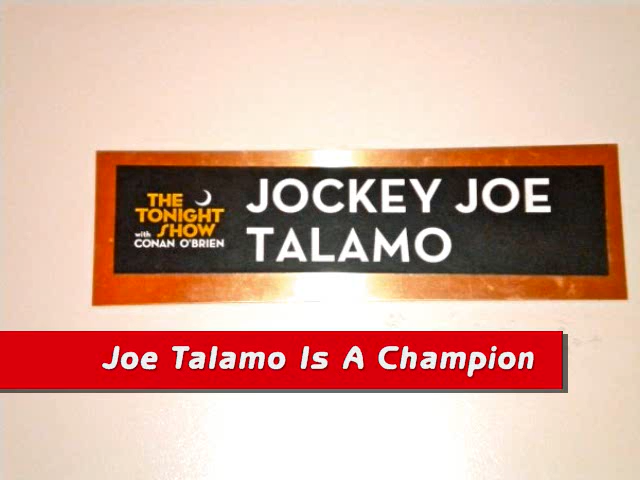 THE
TONIGHT
SHOW
with
CONAN O'BRIEN
JOCKEY JOE
TALAMO
Joe Talamo Is A Champion